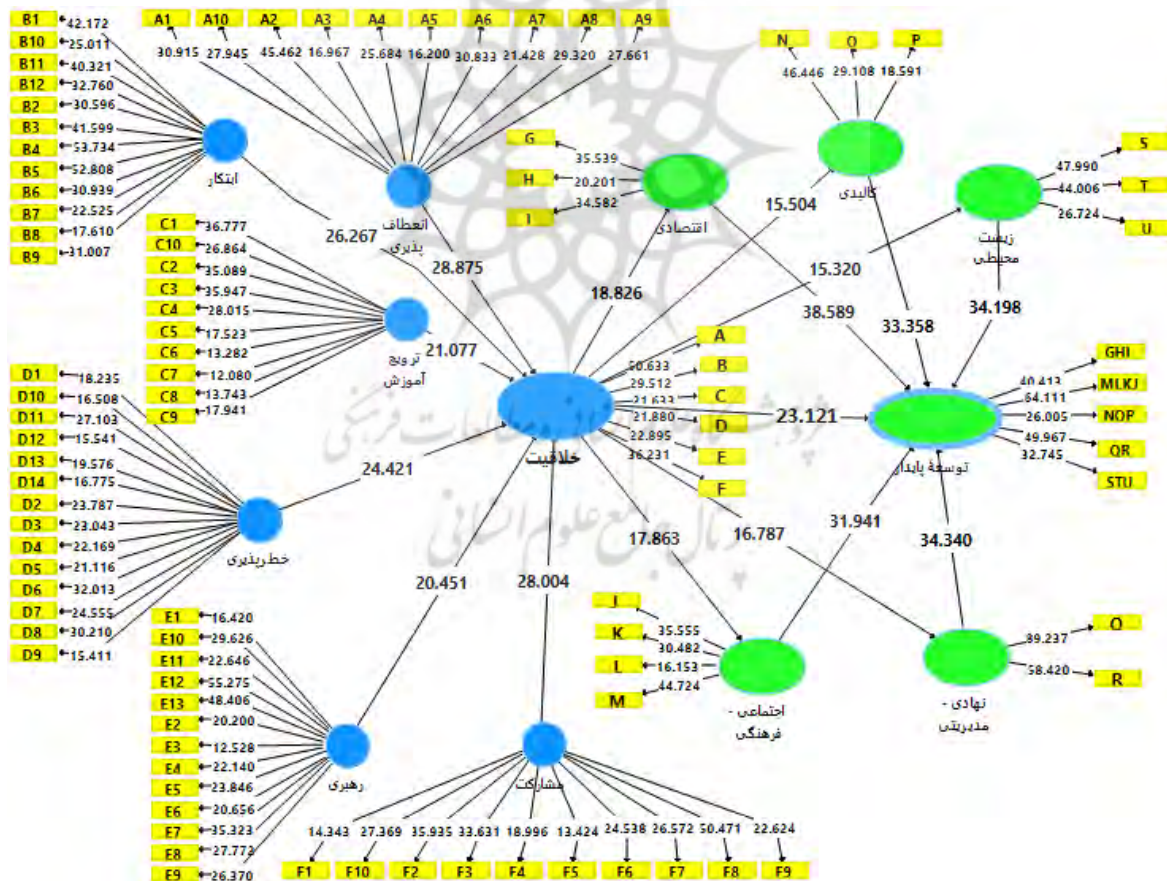 B1 42.172
B10 25.011
B11 40.321
B12 32.760
B2 30.596
B3 41.599
B4 53.734
B5 52.808
B6 30.939
B7 22.525
B8 17.610
B9 31.007
ابتکار
A1 A10 A2 A3 A4 A5 A6 A7 A8 A9
30.915 27.945 45.462 16.967 25.684 16.200 30.833 21.428 29.320 27.661
انعطاف
پذیری
N O P
46.446 29.108 18.591
کالبدی
G 35.539
H 20.201
I 34.582
اقتصادی
S 47.990
T 44.006
U 26.724
زیست
محیطی
C1 36.777
C10 26.864
C2 35.089
C3 35.947
C4 28.015
C5 17.523
C6 13.282
C7 12.080
C8 13.743
C9 17.941
ترویج
آموزش
26.267
28.875
21.077
18.826
15.504
15.320
38.589
33.358
34.198
A
B 29.512
C 21.633
D 21.880
E 22.895
F 36.231
خلاقیت
23.121
GHI 40.413
MLKJ 64.111
NOP 26.005
QR 49.967
STU 32.745
توسعهٔ پایدار
D1 18.235
D10 16.508
D11 27.103
D12 15.541
D13 19.576
D14 16.775
D2 23.787
D3 23.043
D4 22.169
D5 21.116
D6 32.013
D7 24.555
D8 30.210
D9 15.411
خطرپذیری
24.421
20.451
28.004
17.863
16.787
31.941
34.340
E1 16.420
E10 29.626
E11 22.646
E12 55.275
E13 48.406
E2 20.200
E3 12.528
E4 22.140
E5 23.846
E6 20.656
E7 35.323
E8 27.773
E9 26.370
رهبری
مشارکت
14.343 27.369 35.935 33.631 18.996 13.424 24.538 26.572 50.471 22.624
F1 F10 F2 F3 F4 F5 F6 F7 F8 F9
J 35.555
K 30.482
L 16.153
M 44.724
اجتماعی -
فرهنگی
Q
R 58.420
نهادی -
مدیریتی
پژوهشگاه علوم انسانی و مطالعات فرهنگی
پرتال جامع علوم انسانی